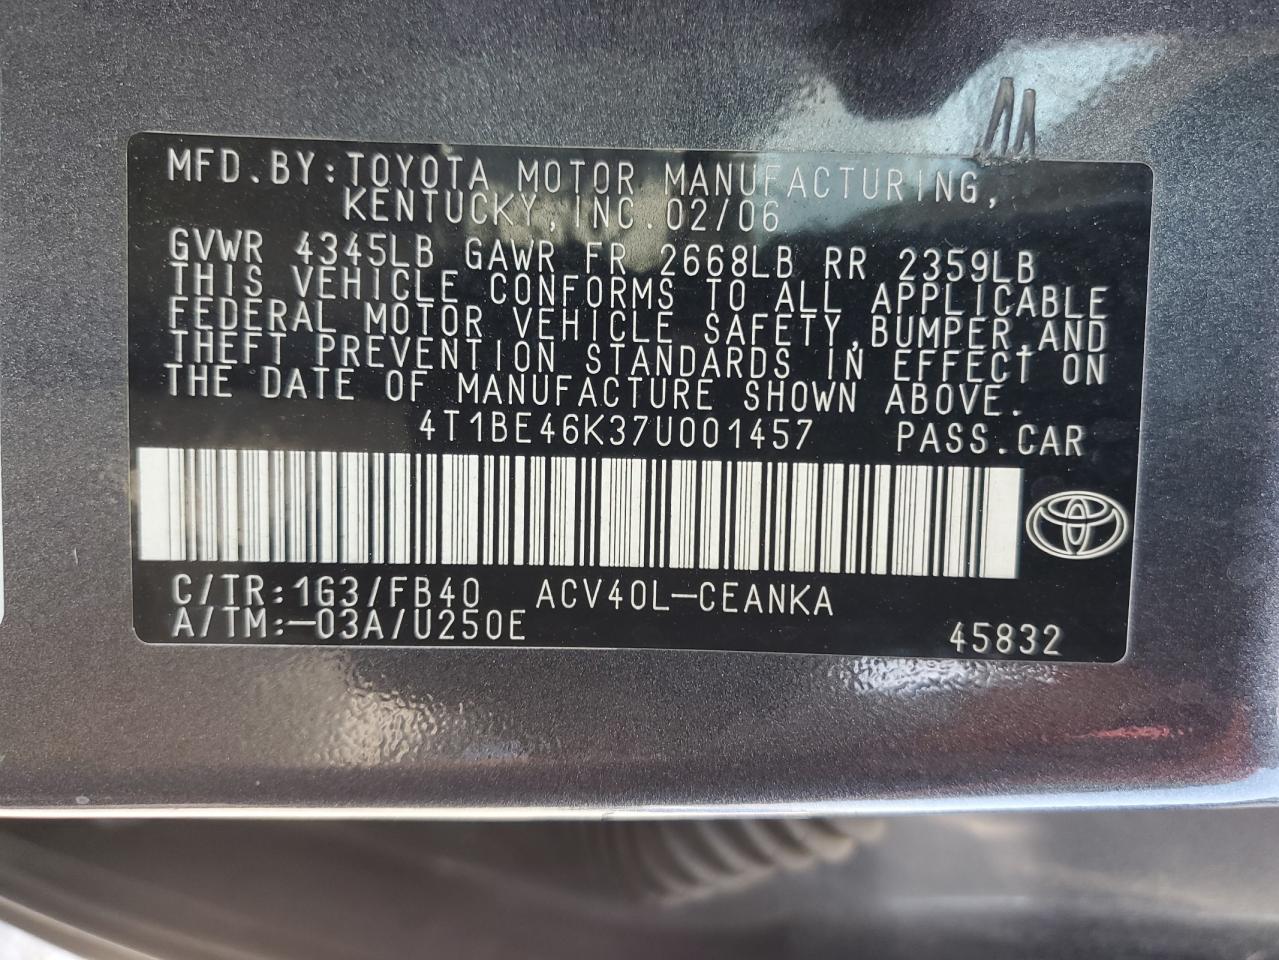 MFD.BY:TOYOTA MOTOR MANUFACTURING,
KENTUCKY,INC.02/06
GVWR 4345LB GAWR FR 2668LB RR 2359LB
THIS VEHICLE CONFORMS TO ALL APPLICABLE
FEDERAL MOTOR VEHICLE SAFETY,BUMPER,AND
THEFT PREVENTION STANDARDS IN EFFECT ON
THE DATE OF MANUFACTURE SHOWN ABOVE.
4T1BE46K37U001457 PASS.CAR
C/TR:1G3/FB40 ACV40L-CEANKA
A/TM:-03A/U250E 45832